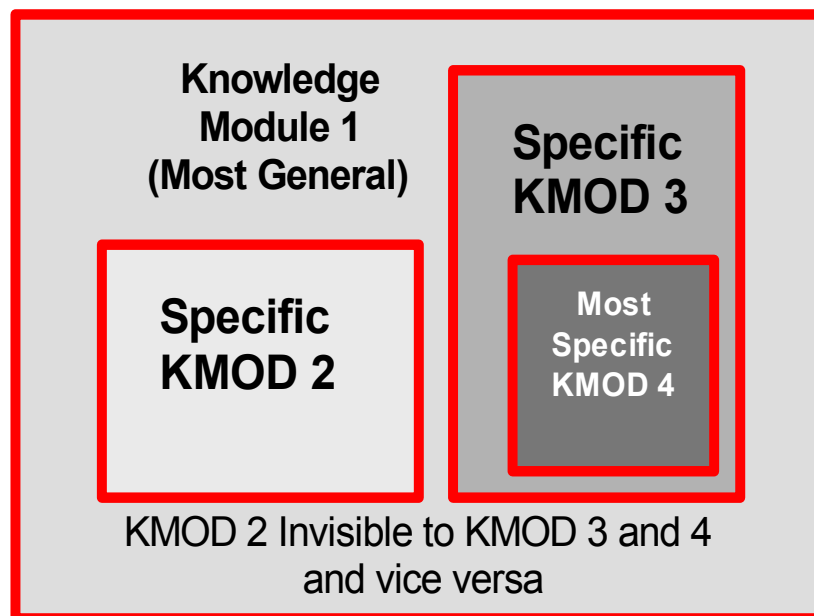 Knowledge
Module 1
(Most General)
Specific
KMOD 2
Specific
KMOD 3
Most
Specific
KMOD 4
KMOD 2 Invisible to KMOD 3 and 4
and vice versa